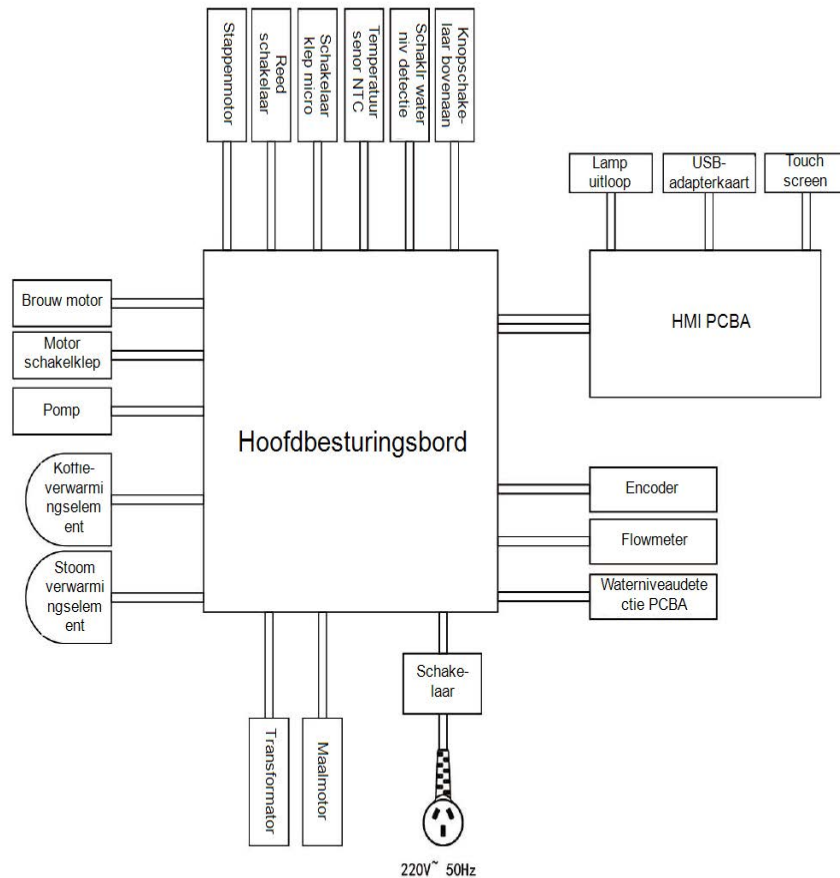 Stappenmotor
Reed
schakelaar
Schakelaar
klep micro
Temperatuur
senor NTC
Schaklr water
niv detectie
Knopschake-
laar bovenaan
Lamp
uitloop
USB-
adapterkaart
Touch
screen
HMI PCBA
Brouw motor
Motor
schakelklep
Pomp
Koffie-
verwarmi
ngselem
ent
Stoom
verwarmi
ngselem
ent
Hoofdbesturingsbord
Encoder
Flowmeter
Waterniveaudete
ctie PCBA
Schake-
laar
Transformator
Maalmotor
220V~ 50Hz